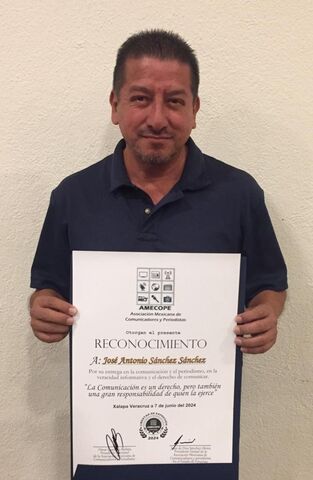 AMECOPE
Asociación Mexicana de
Comunicadores y Periodistas
Otorgan el presente
RECONOCIMIENTO
A: José Antonio Sánchez Sánchez
Por su entrega en la comunicación y el periodismo, en la
veracidad informativa y el derecho de comunicar.
"La Comunicación es un derecho, pero también
una gran responsabilidad de quien la ejerce"
Xalapa Veracruz a 7 de junio del 2024
2024